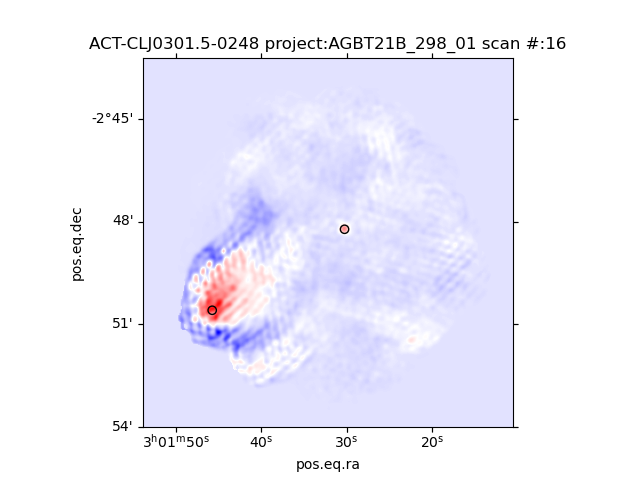 ACT-CLJ0301.5-0248 project:AGBT21B_298_01 scan #:16
-2°45'
48'
51'
54'
pos.eq.dec
3ʰ01ᵐ50ˢ 40ˢ 30ˢ 20ˢ
pos.eq.ra